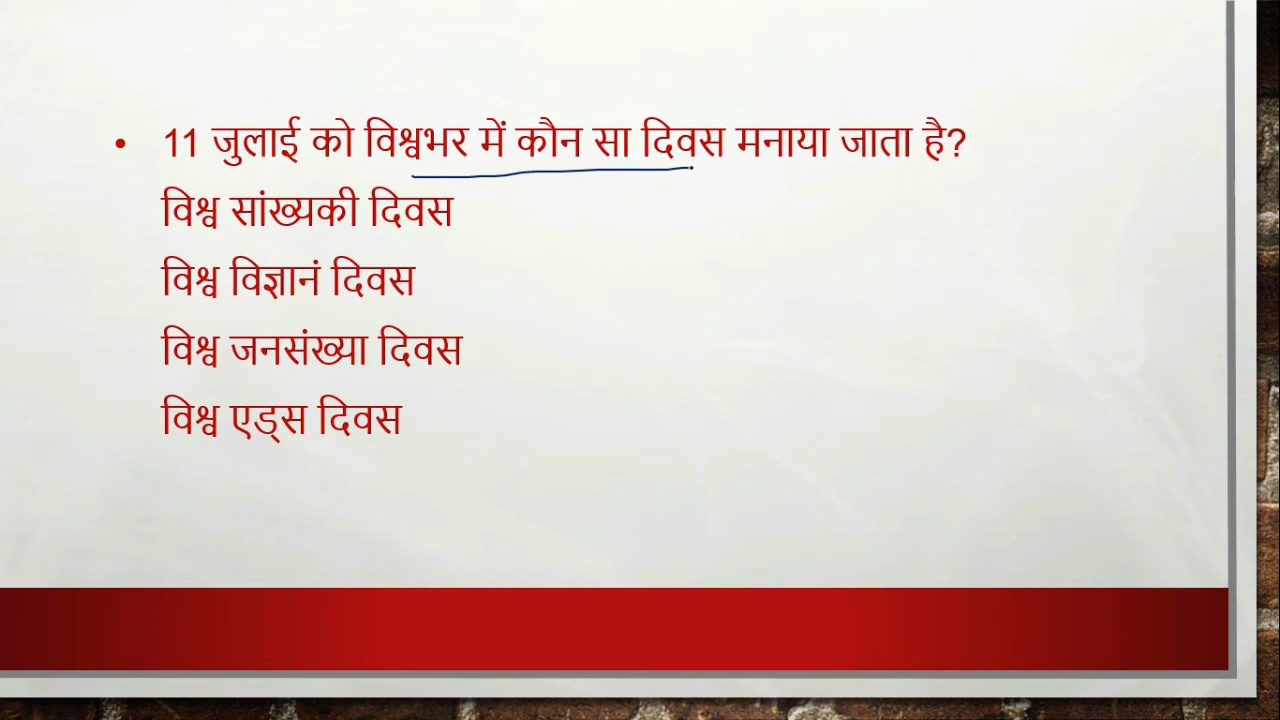 • 11 जुलाई को विश्वभर में कौन सा दिवस मनाया जाता है?
विश्व सांख्यकी दिवस
विश्व विज्ञानं दिवस
विश्व जनसंख्या दिवस
विश्व एड्स दिवस